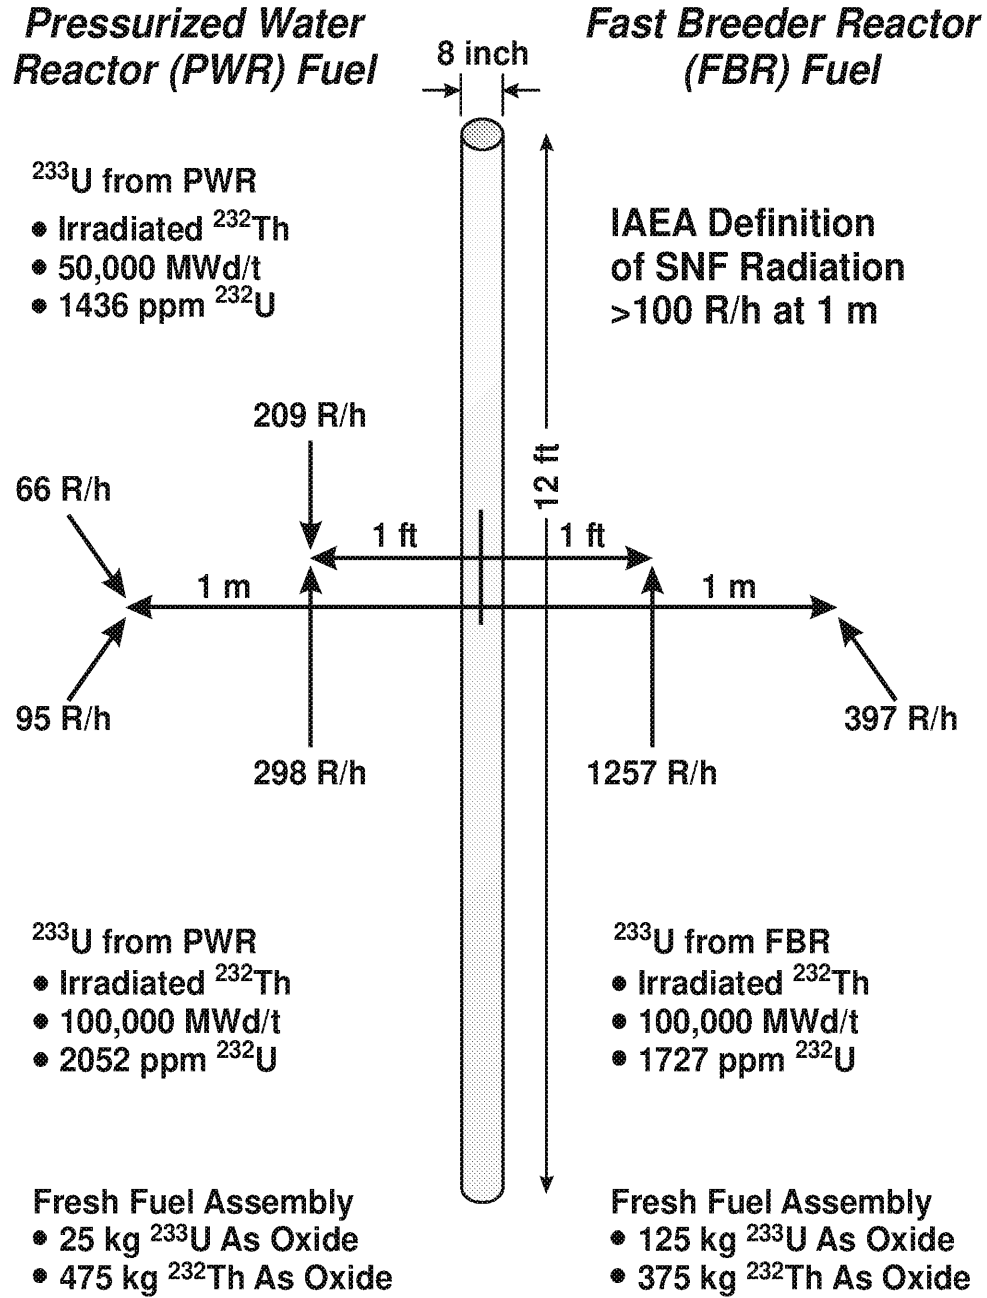 Pressurized Water
Reactor (PWR) Fuel
8 inch
Fast Breeder Reactor
(FBR) Fuel
²³³U from PWR
• Irradiated ²³²Th
• 50,000 MWd/t
• 1436 ppm ²³²U
IAEA Definition
of SNF Radiation
>100 R/h at 1 m
209 R/h
66 R/h
12 ft
1 ft
1 ft
1 m
1 m
95 R/h
397 R/h
298 R/h
1257 R/h
²³³U from PWR
• Irradiated ²³²Th
• 100,000 MWd/t
• 2052 ppm ²³²U
²³³U from FBR
• Irradiated ²³²Th
• 100,000 MWd/t
• 1727 ppm ²³²U
Fresh Fuel Assembly
• 25 kg ²³³U As Oxide
• 475 kg ²³²Th As Oxide
Fresh Fuel Assembly
• 125 kg ²³³U As Oxide
• 375 kg ²³²Th As Oxide